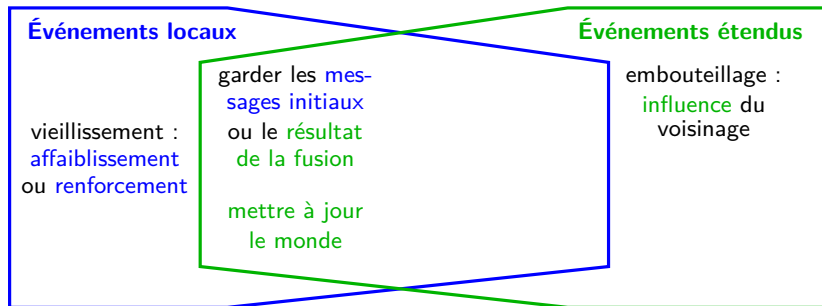 Événements locaux
Événements étendus
vieillissement :
affaiblissement
ou renforcement
garder les mes-
sages initiaux
ou le résultat
de la fusion
mettre à jour
le monde
embouteillage :
influence du
voisinage